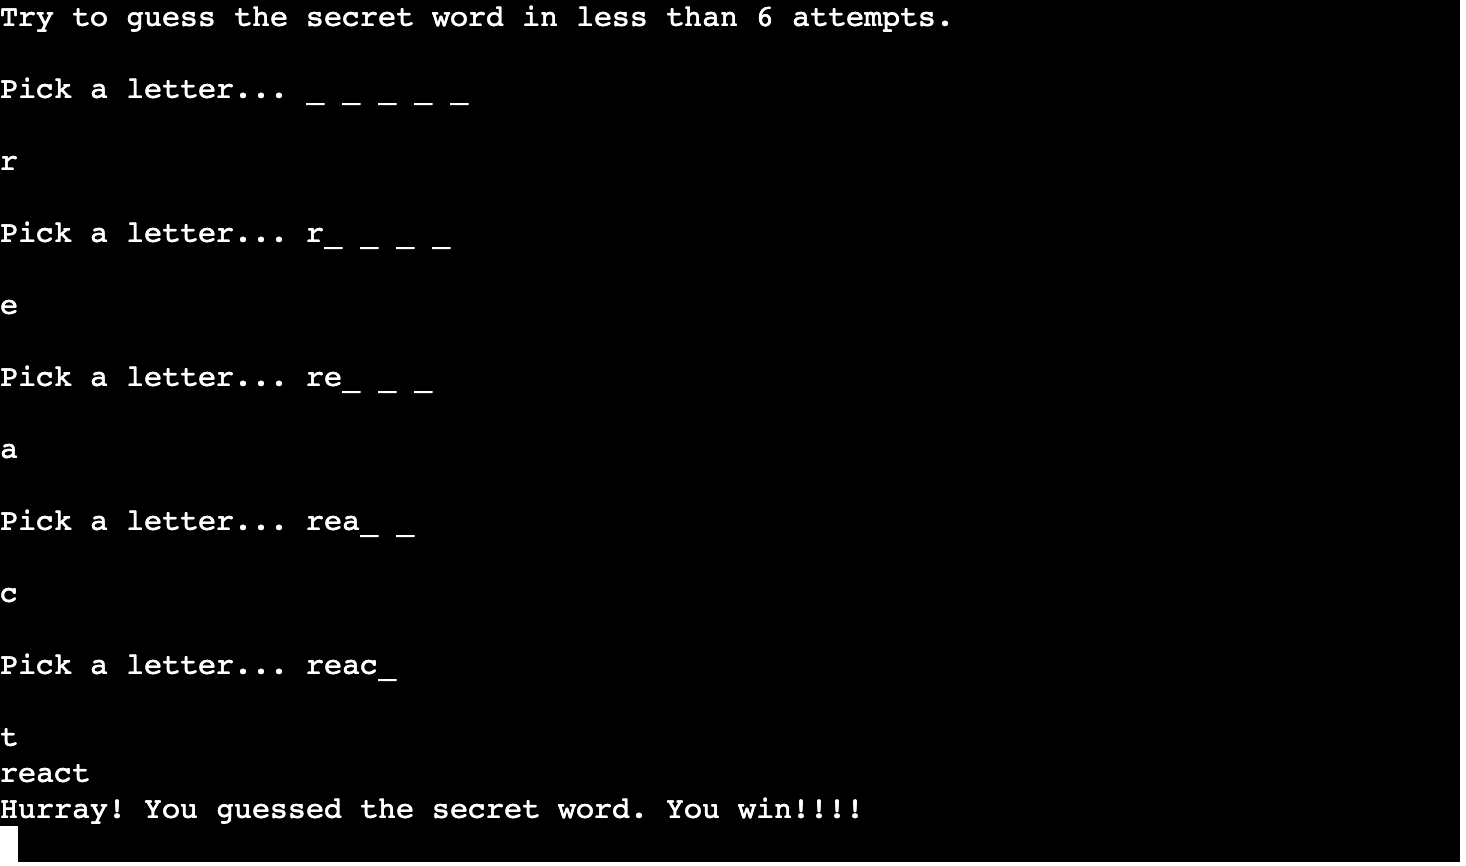 Try to guess the secret word in less than 6 attempts.
Pick a letter... _ _ _ _ _
r
Pick a letter... r_ _ _ _
e
Pick a letter... re_ _ _
a
Pick a letter... rea_ _
c
Pick a letter... reac_
t
react
Hurray! You guessed the secret word. You win!!!!